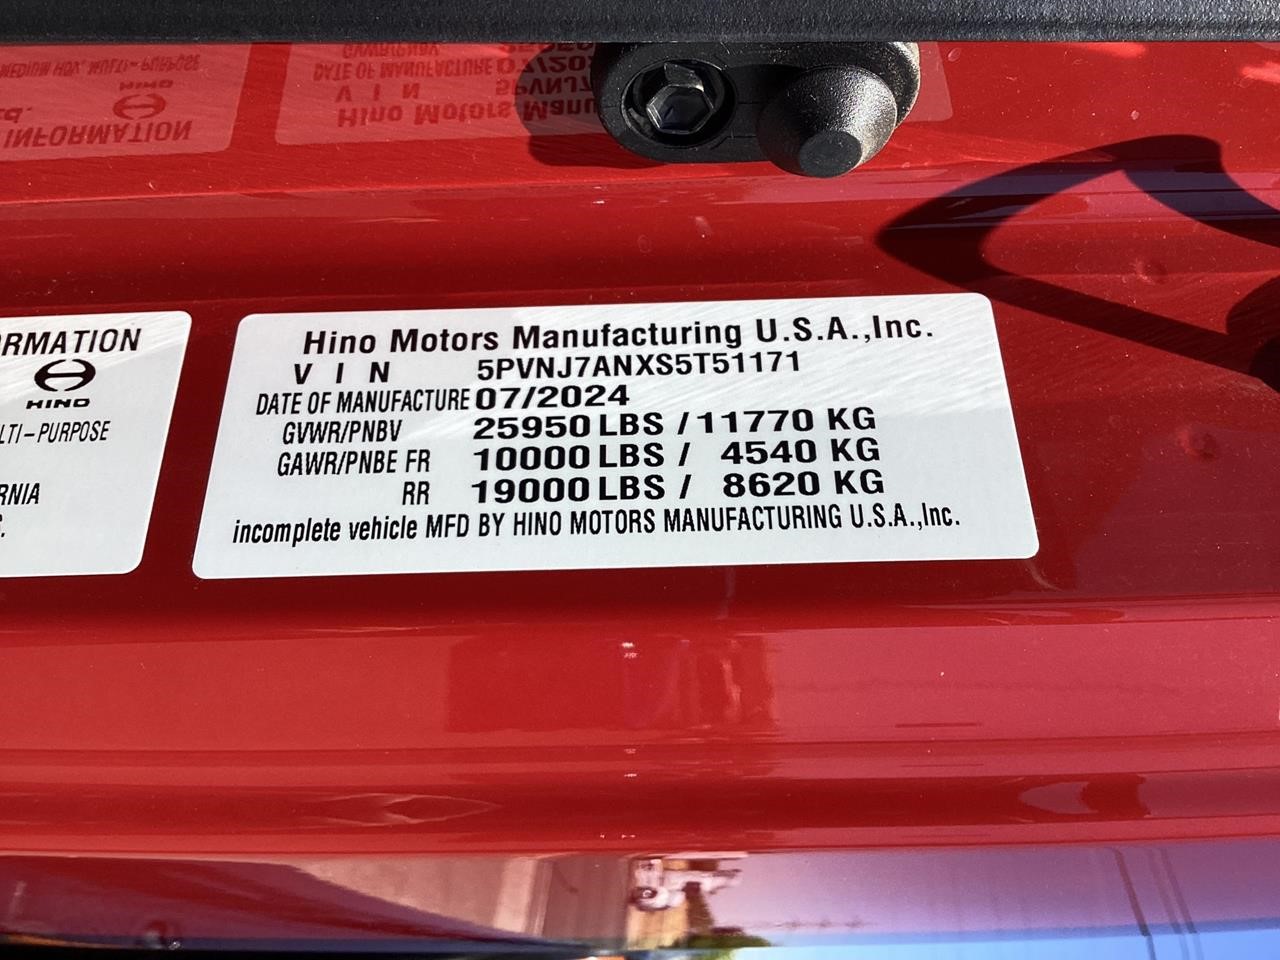 RMATION
HINO
LTI-PURPOSE
RNIA
Hino Motors Manufacturing U.S.A.,Inc.
VIN 5PVNJ7ANXS5T51171
DATE OF MANUFACTURE 07/2024
GVWR/PNBV 25950 LBS / 11770 KG
GAWR/PNBE FR 10000 LBS / 4540 KG
RR 19000 LBS / 8620 KG
incomplete vehicle MFD BY HINO MOTORS MANUFACTURING U.S.A.,Inc.